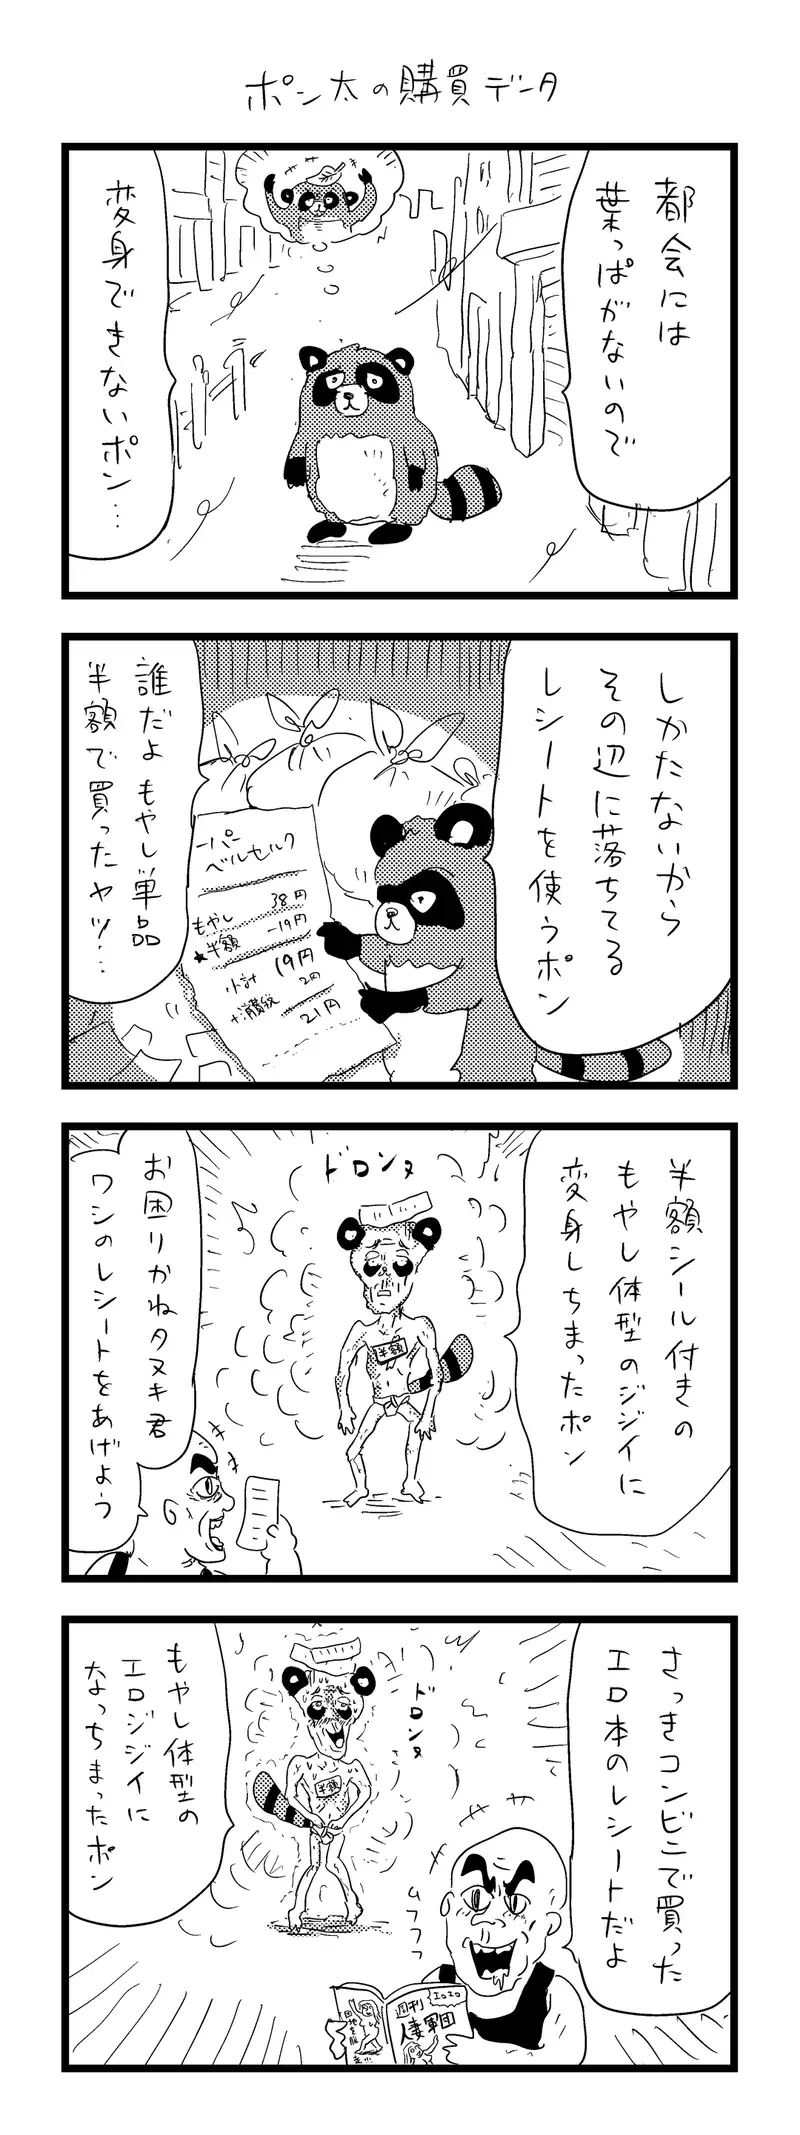 ポン太の購買データ
都会には
葉っぱがないので
変身できないポン…
しかたないから
その辺に落ちてる
レシートを使うポン
誰だよ もやし単品
半額で買ったヤツ…
ーパー
ベルセルク
もやし 38円
★半額 -19円
小計 19円
+消費税 2円
21円
半額シール付きの
もやし体型のジジイに
変身しちまったポン
ドロンヌ
半額
お困りかねタヌキ君
ワシのレシートをあげよう
さっきコンビニで買った
エロ本のレシートだよ
ドロンヌ
半額
ムフフフ
もやし体型の
エロジジイに
なっちまったポン
週刊
人妻軍団